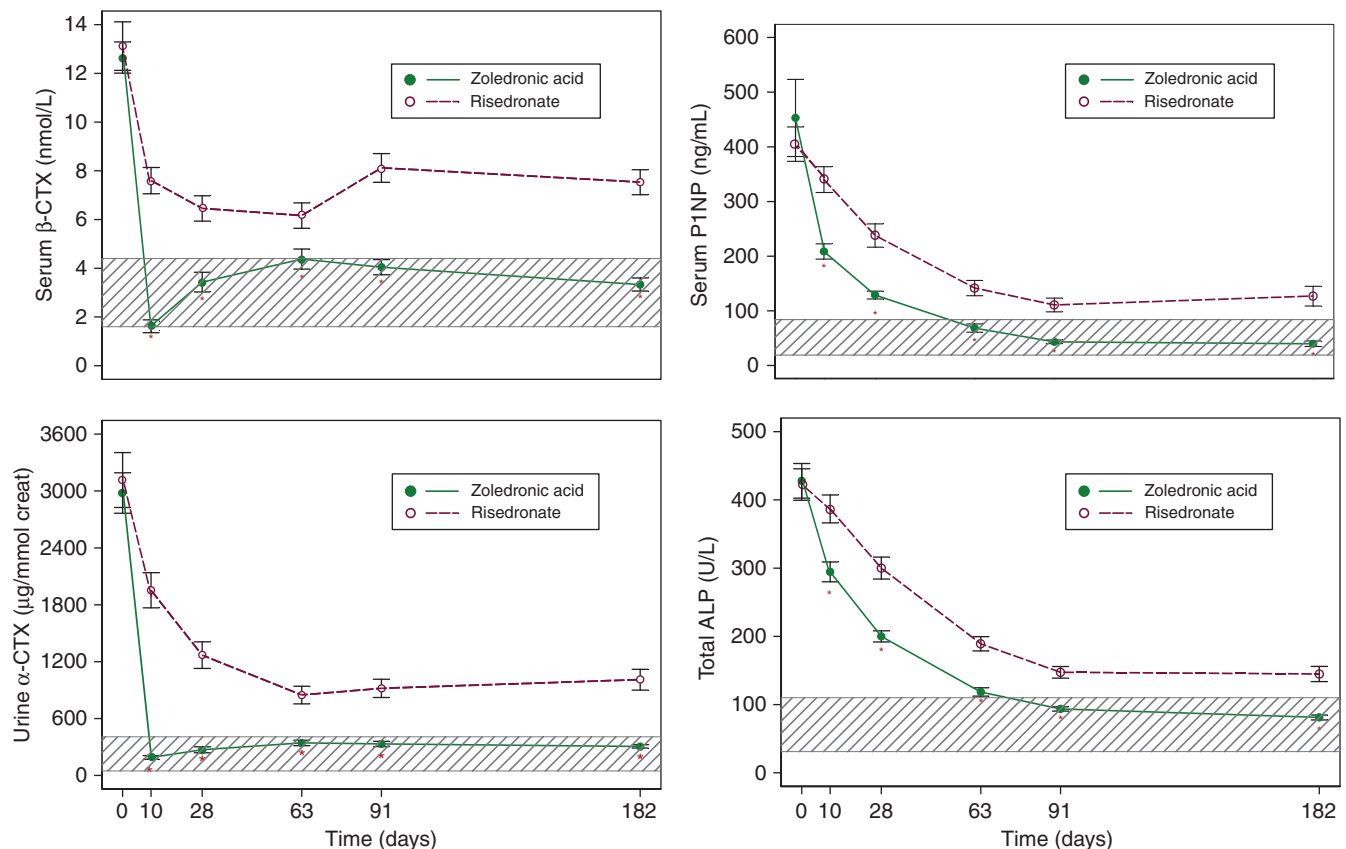 Serum β-CTX (nmol/L)
14
12
10
8
6
4
2
0
Zoledronic acid
Risedronate
* * * * *
Serum P1NP (ng/mL)
600
500
400
300
200
100
0
Zoledronic acid
Risedronate
* * * * *
Urine α-CTX (μg/mmol creat)
3600
3000
2400
1800
1200
600
0
Zoledronic acid
Risedronate
* * * * *
0 10 28 63 91 182
Time (days)
Total ALP (U/L)
500
400
300
200
100
0
Zoledronic acid
Risedronate
* * * * *
0 10 28 63 91 182
Time (days)